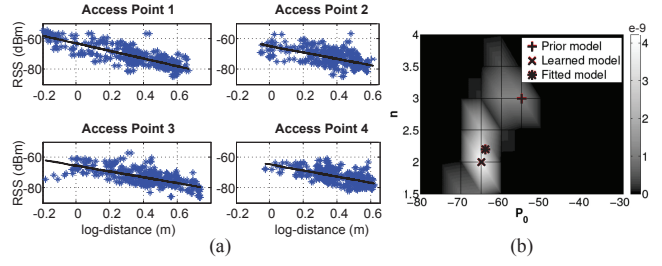 Access Point 1
Access Point 2
RSS (dBm)
-60
-80
-0.2 0 0.2 0.4 0.6 0.8
-60
-80
-0.2 0 0.2 0.4 0.6
Access Point 3
Access Point 4
RSS (dBm)
-60
-80
-0.2 0 0.2 0.4 0.6
log-distance (m)
-60
-80
-0.2 0 0.2 0.4 0.6
log-distance (m)
(a)
n
4
3.5
3
2.5
2
1.5
-80 -70 -60 -50 -40 -30
P0
Prior model
Learned model
Fitted model
e-9
4
3
2
1
0
(b)